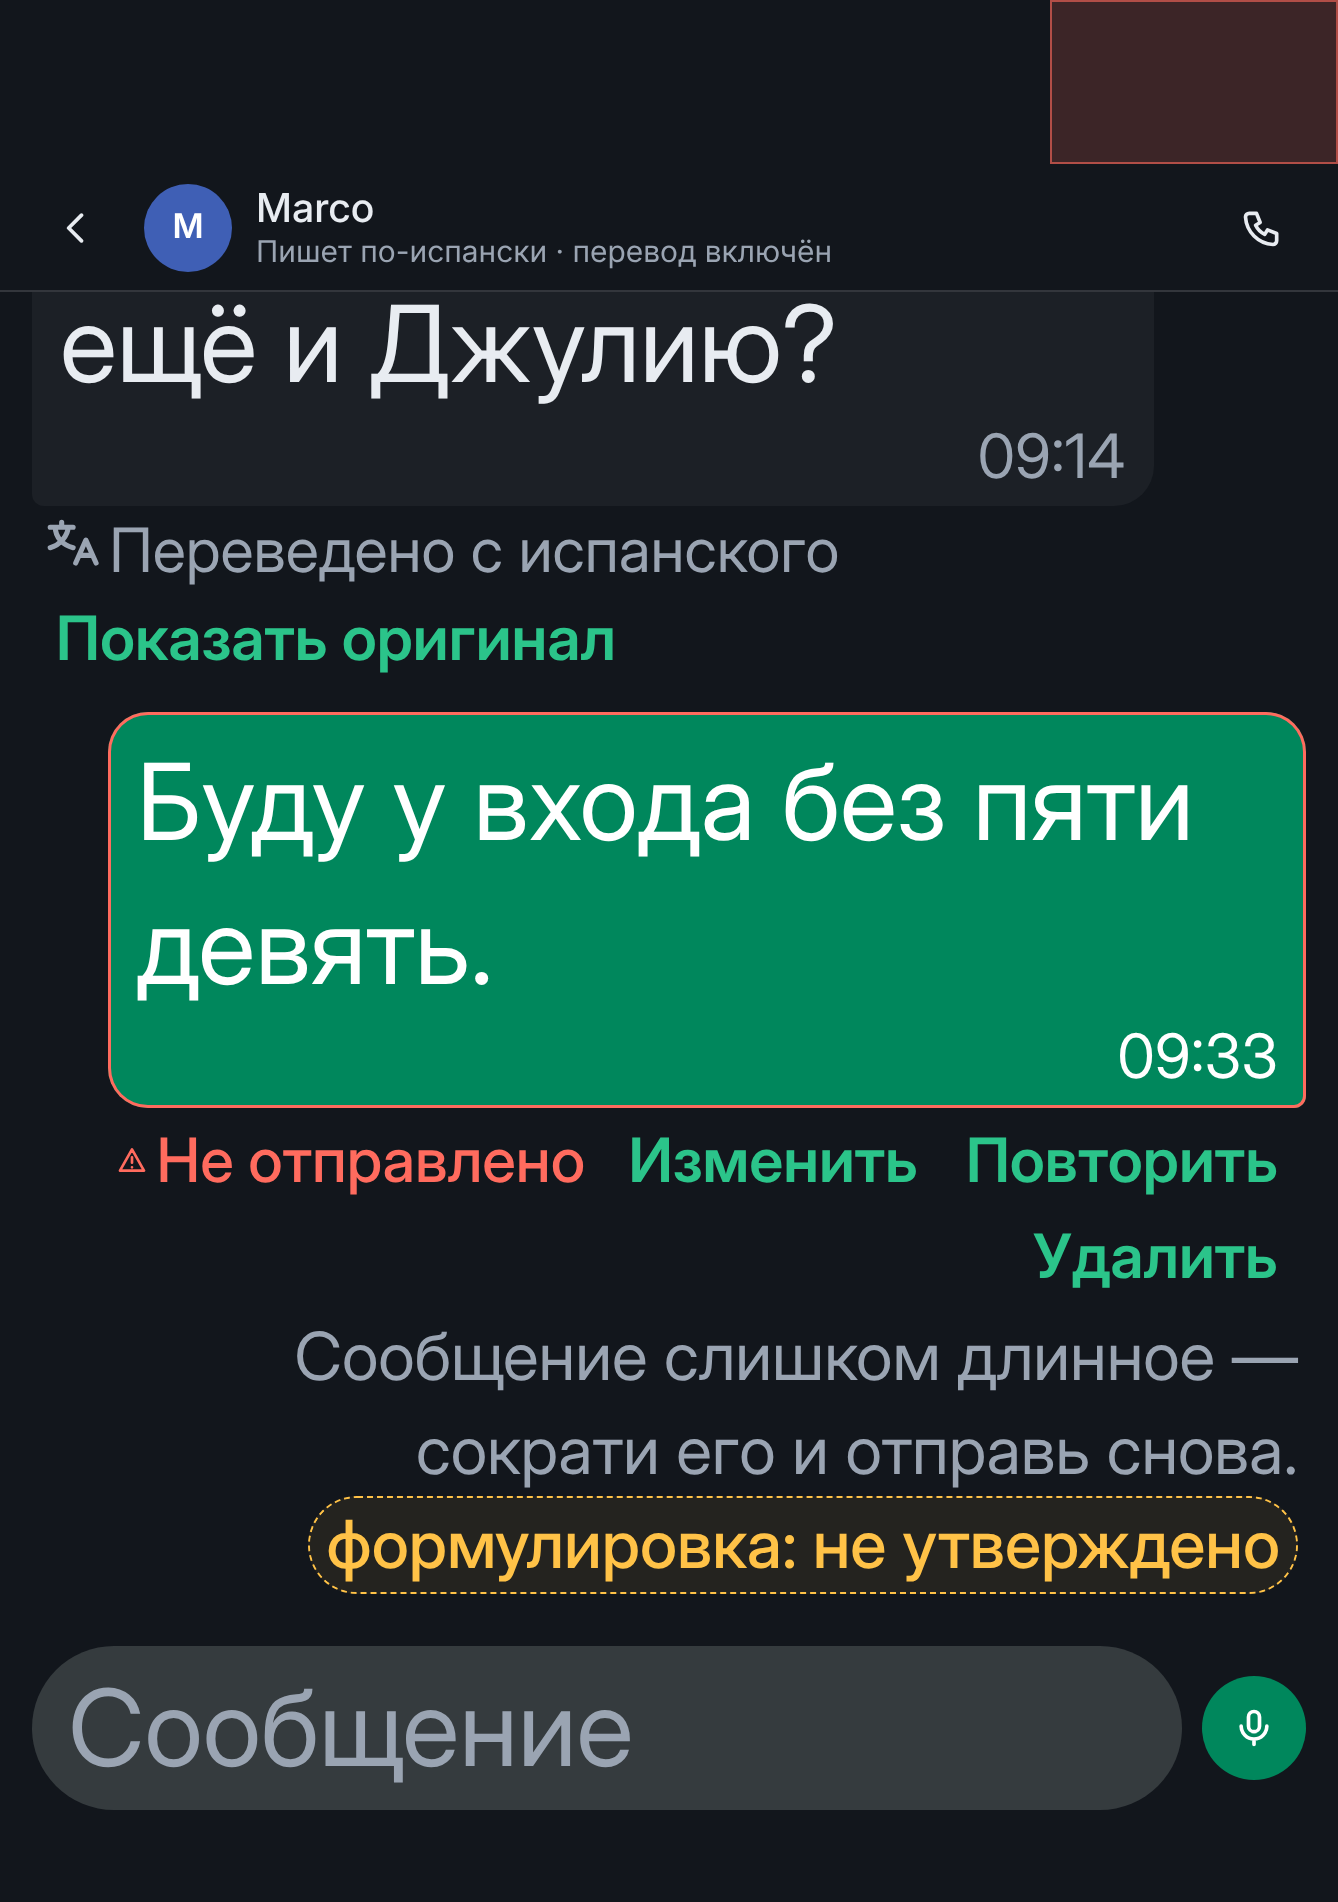 M
Marco
Пишет по-испански · перевод включён
ещё и Джулию?
09:14
Переведено с испанского
Показать оригинал
Буду у входа без пяти
девять.
09:33
Не отправлено Изменить Повторить
Удалить
Сообщение слишком длинное —
сократи его и отправь снова.
формулировка: не утверждено
Сообщение